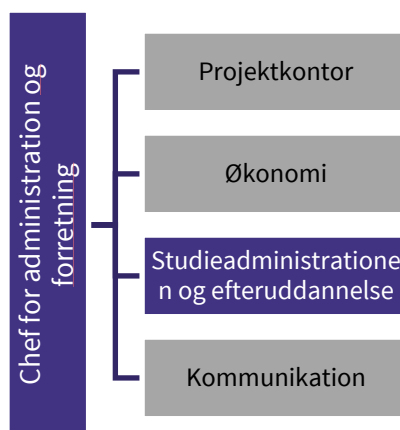 Chef for administration og
forretning
Projektkontor
Økonomi
Studieadministratione
n og efteruddannelse
Kommunikation